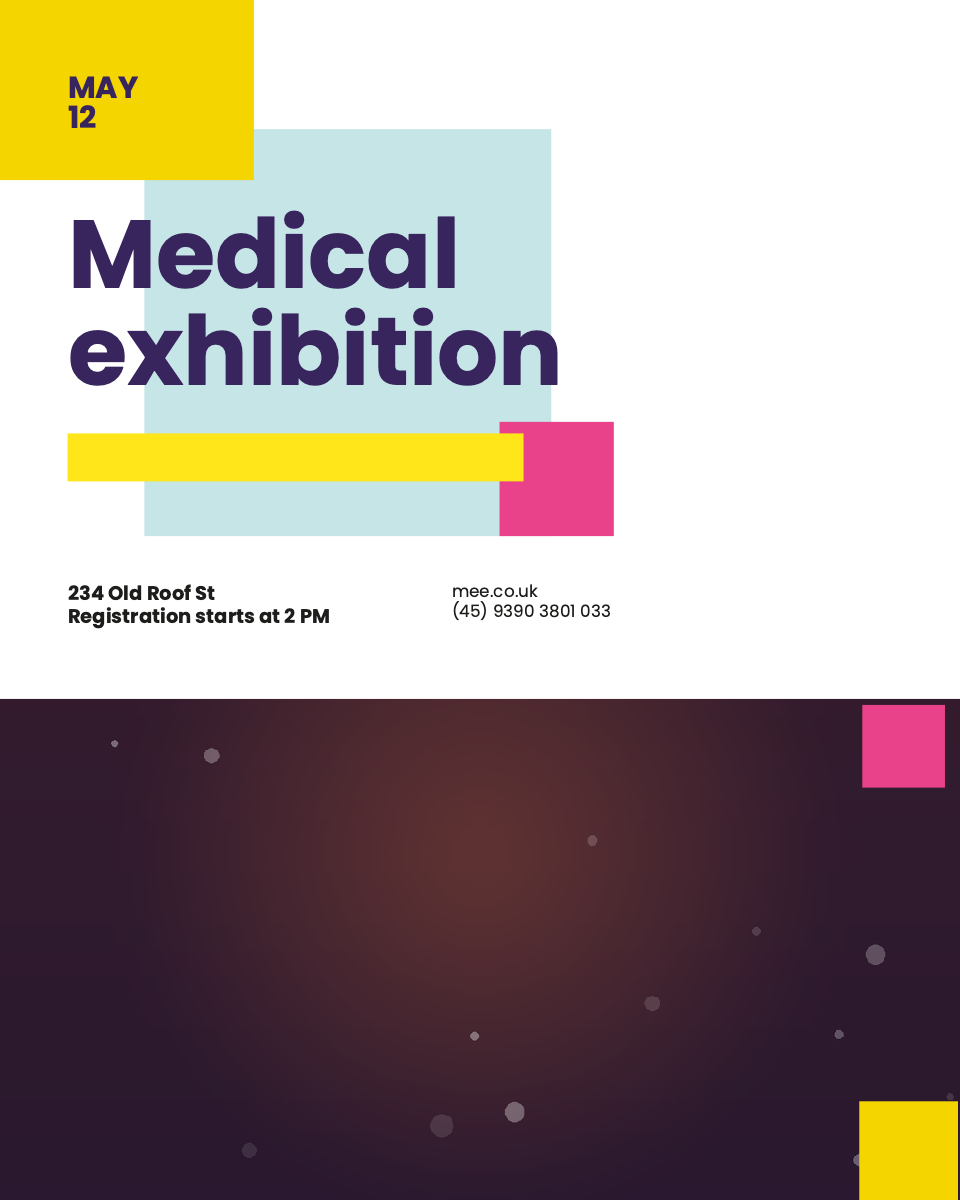 MAY
12
Medical
exhibition
234 Old Roof St
Registration starts at 2 PM
mee.co.uk
(45) 9390 3801 033